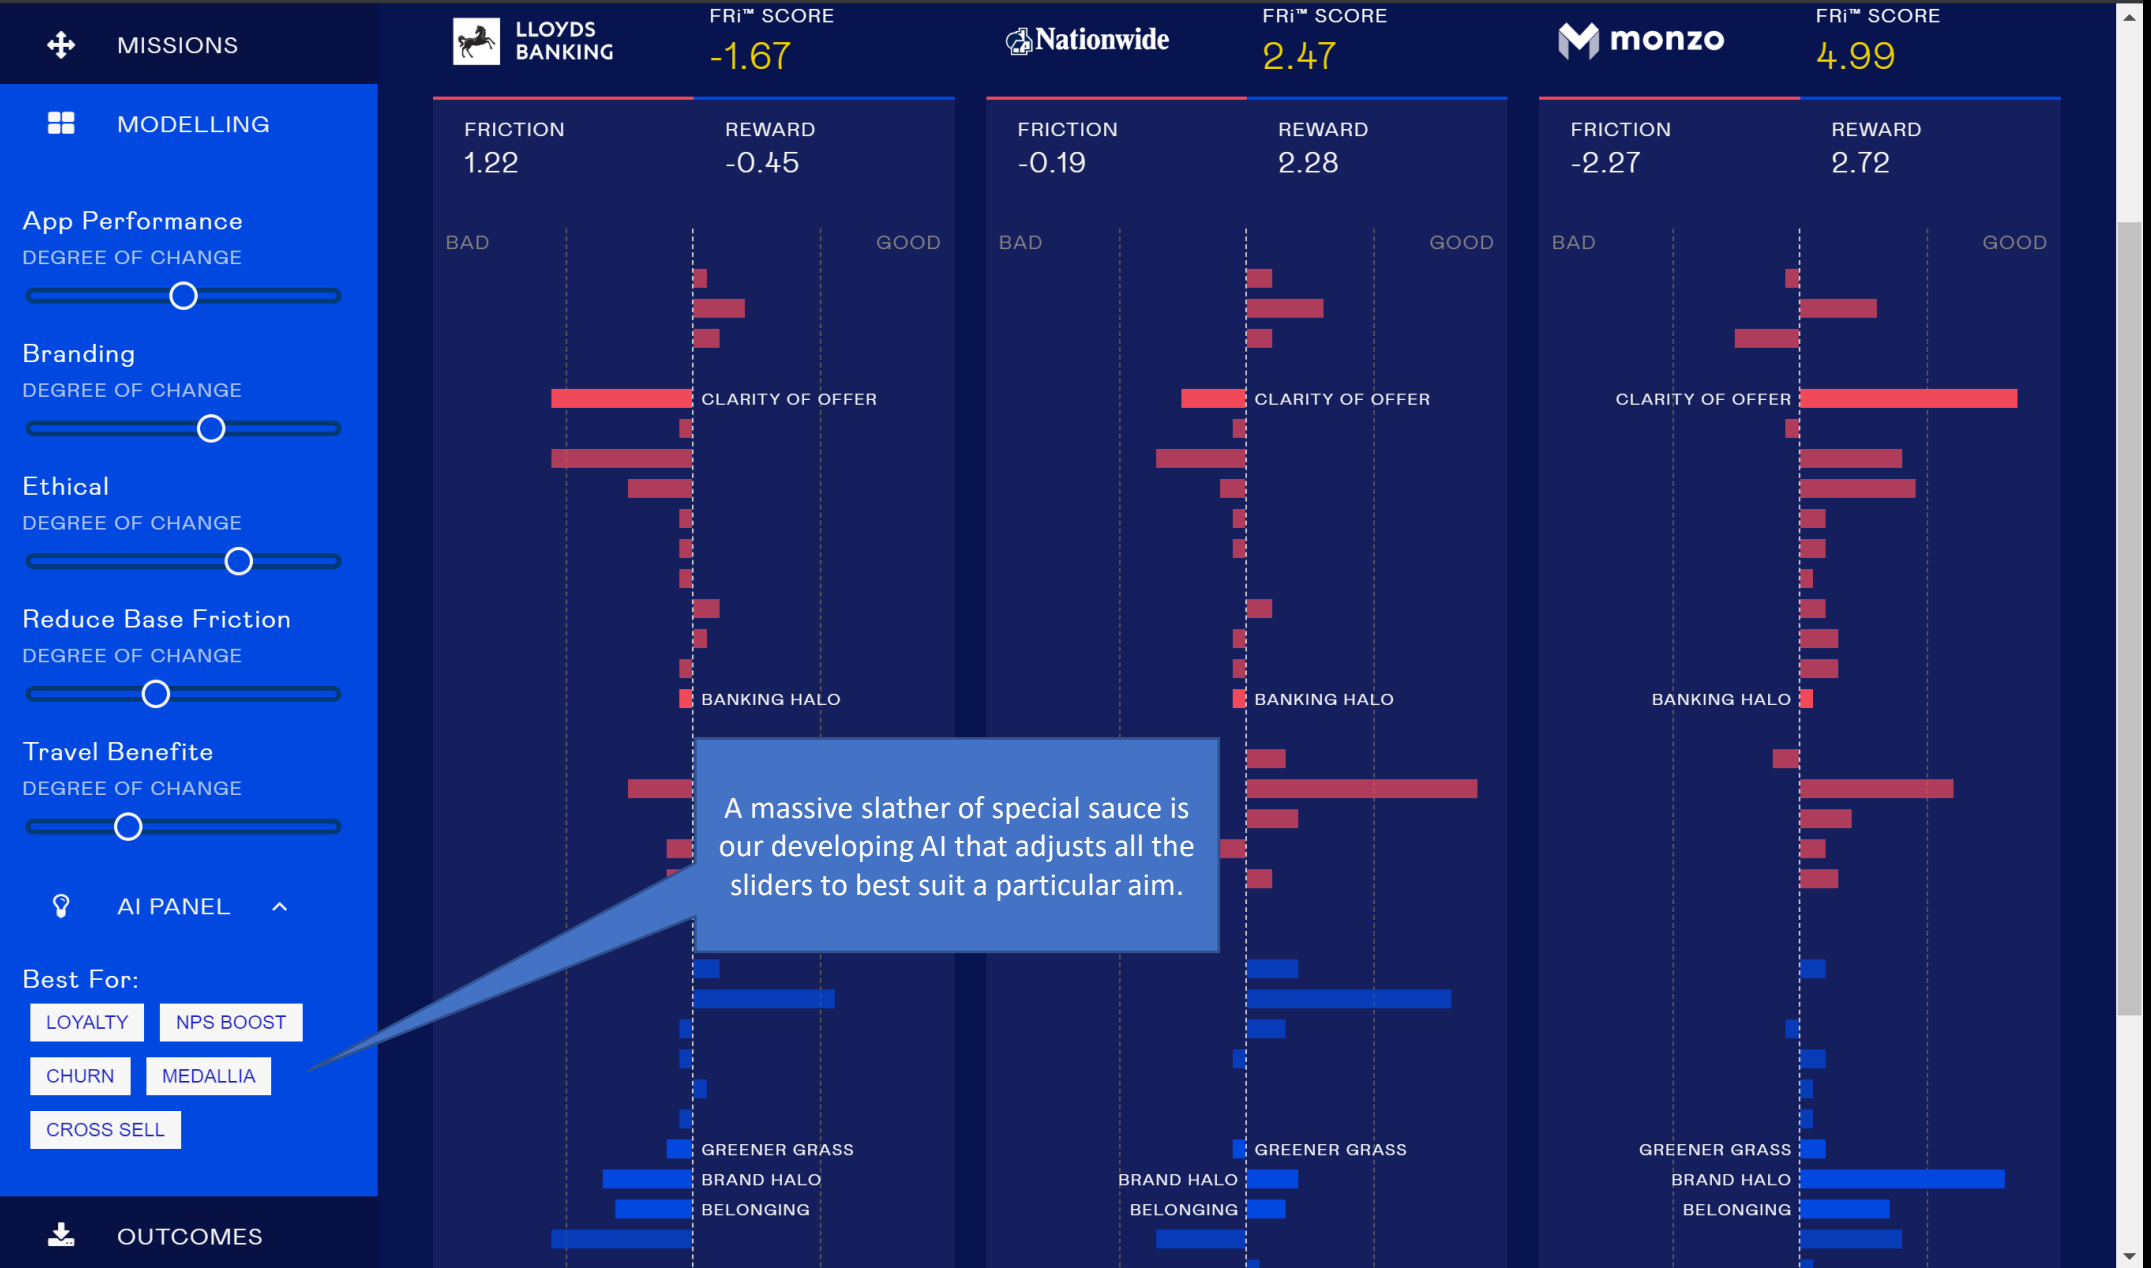 MISSIONS
MODELLING
App Performance
DEGREE OF CHANGE
Branding
DEGREE OF CHANGE
Ethical
DEGREE OF CHANGE
Reduce Base Friction
DEGREE OF CHANGE
Travel Benefite
DEGREE OF CHANGE
AI PANEL
Best For:
LOYALTY NPS BOOST
CHURN MEDALLIA
CROSS SELL
OUTCOMES
LLOYDS
BANKING
FRi™ SCORE
-1.67
FRICTION REWARD
1.22 -0.45
BAD GOOD
CLARITY OF OFFER
BANKING HALO
GREENER GRASS
BRAND HALO
BELONGING
A massive slather of special sauce is
our developing AI that adjusts all the
sliders to best suit a particular aim.
Nationwide
FRi™ SCORE
2.47
FRICTION REWARD
-0.19 2.28
BAD GOOD
CLARITY OF OFFER
BANKING HALO
GREENER GRASS
BRAND HALO
BELONGING
monzo
FRi™ SCORE
4.99
FRICTION REWARD
-2.27 2.72
BAD GOOD
CLARITY OF OFFER
BANKING HALO
GREENER GRASS
BRAND HALO
BELONGING